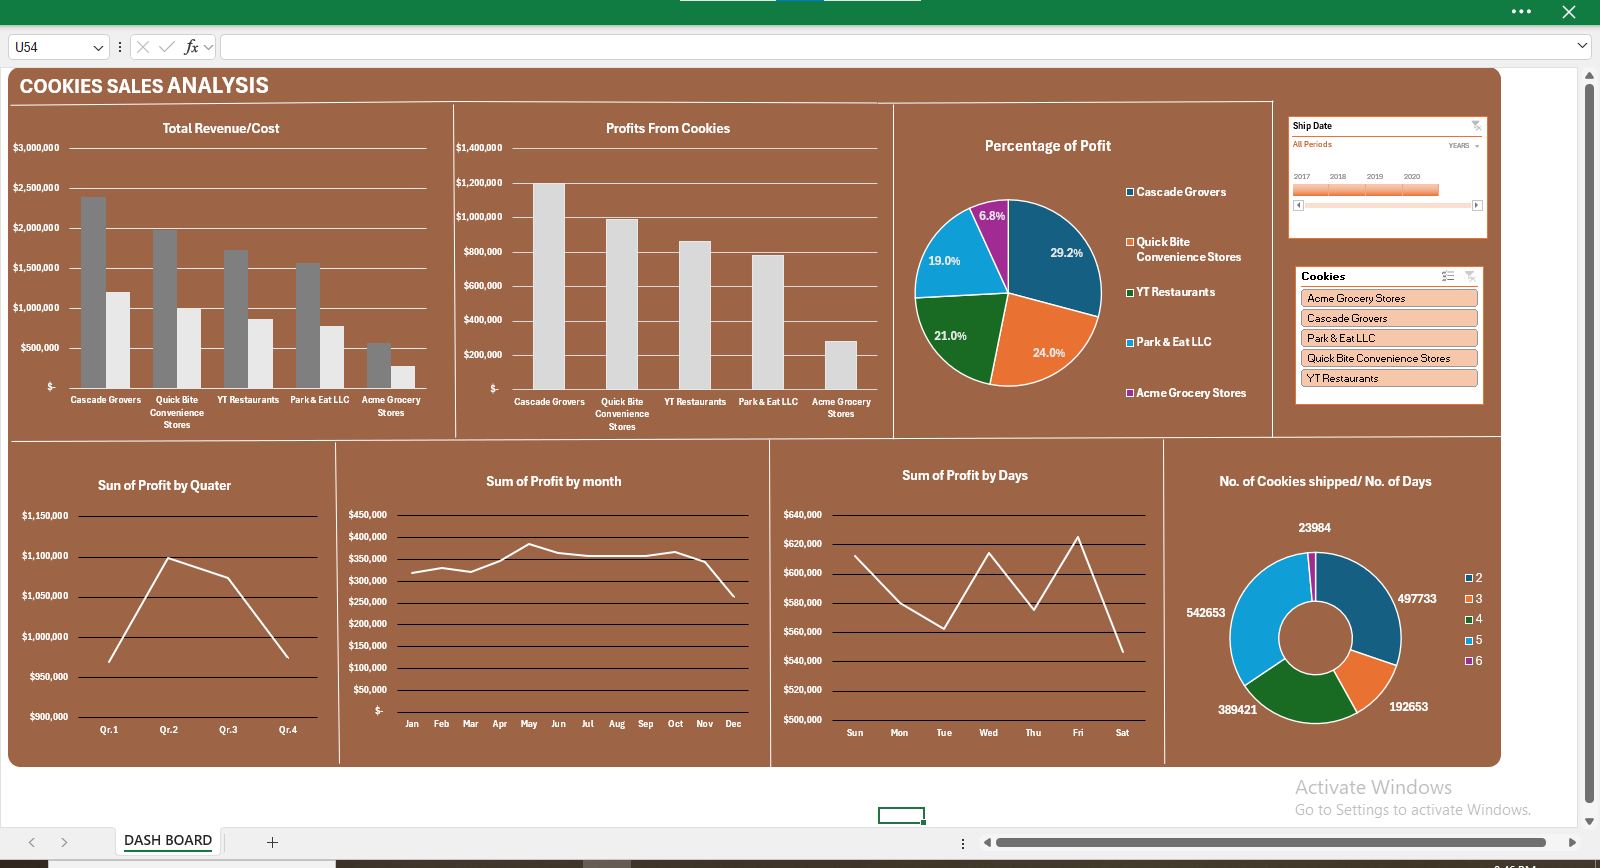 U54
fx
COOKIES SALES ANALYSIS
Total Revenue/Cost
$3,000,000
$2,500,000
$2,000,000
$1,500,000
$1,000,000
$500,000
$-
Cascade Grovers
Quick Bite
Convenience
Stores
YT Restaurants
Park & Eat LLC
Acme Grocery
Stores
Profits From Cookies
$1,400,000
$1,200,000
$1,000,000
$800,000
$600,000
$400,000
$200,000
$-
Cascade Grovers
Quick Bite
Convenience
Stores
YT Restaurants
Park & Eat LLC
Acme Grocery
Stores
Percentage of Pofit
6.8%
29.2%
19.0%
21.0%
24.0%
Cascade Grovers
Quick Bite
Convenience Stores
YT Restaurants
Park & Eat LLC
Acme Grocery Stores
Ship Date
All Periods
YEARS
2017 2018 2019 2020
Cookies
Acme Grocery Stores
Cascade Grovers
Park & Eat LLC
Quick Bite Convenience Stores
YT Restaurants
Sun of Profit by Quater
$1,150,000
$1,100,000
$1,050,000
$1,000,000
$950,000
$900,000
Qr.1 Qr.2 Qr.3 Qr.4
Sum of Profit by month
$450,000
$400,000
$350,000
$300,000
$250,000
$200,000
$150,000
$100,000
$50,000
$-
Jan Feb Mar Apr May Jun Jul Aug Sep Oct Nov Dec
Sum of Profit by Days
$640,000
$620,000
$600,000
$580,000
$560,000
$540,000
$520,000
$500,000
Sun Mon Tue Wed Thu Fri Sat
No. of Cookies shipped/ No. of Days
23984
497733
542653
389421
192653
2
3
4
5
6
Activate Windows
Go to Settings to activate Windows.
DASH BOARD